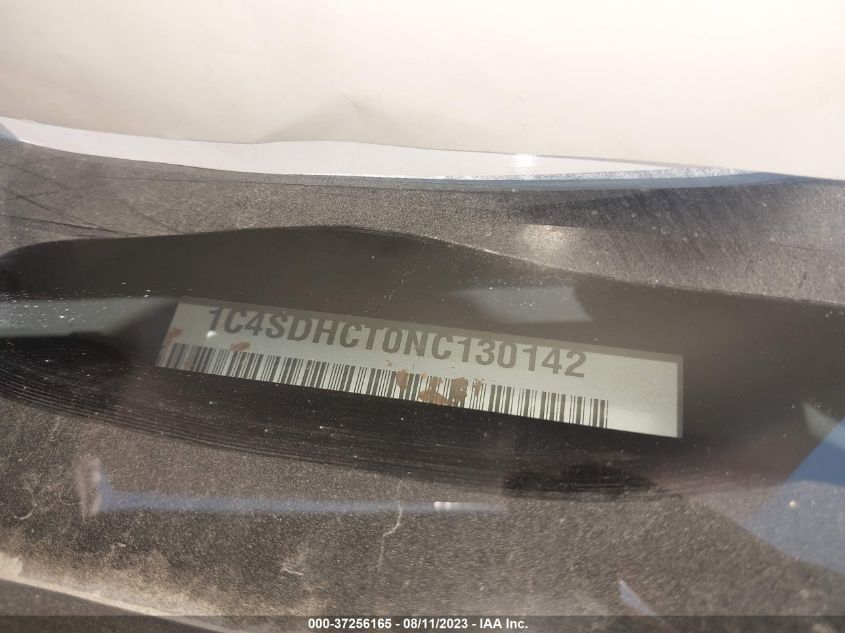 1C4SDHCT0NC130142
000-37256165 - 08/11/2023 - IAA Inc.